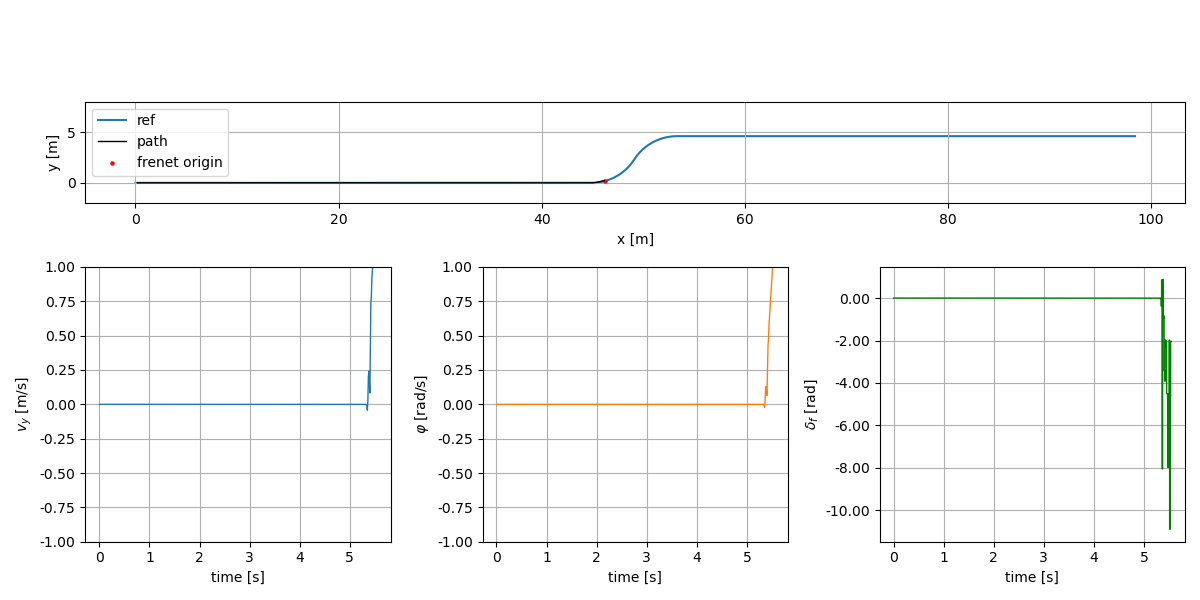 5
0
y [m]
ref
path
frenet origin
0 20 40 60 80 100
x [m]
1.00
0.75
0.50
0.25
0.00
-0.25
-0.50
-0.75
-1.00
v_y [m/s]
0 1 2 3 4 5
time [s]
1.00
0.75
0.50
0.25
0.00
-0.25
-0.50
-0.75
-1.00
φ [rad/s]
0 1 2 3 4 5
time [s]
0.00
-2.00
-4.00
-6.00
-8.00
-10.00
δ_f [rad]
0 1 2 3 4 5
time [s]